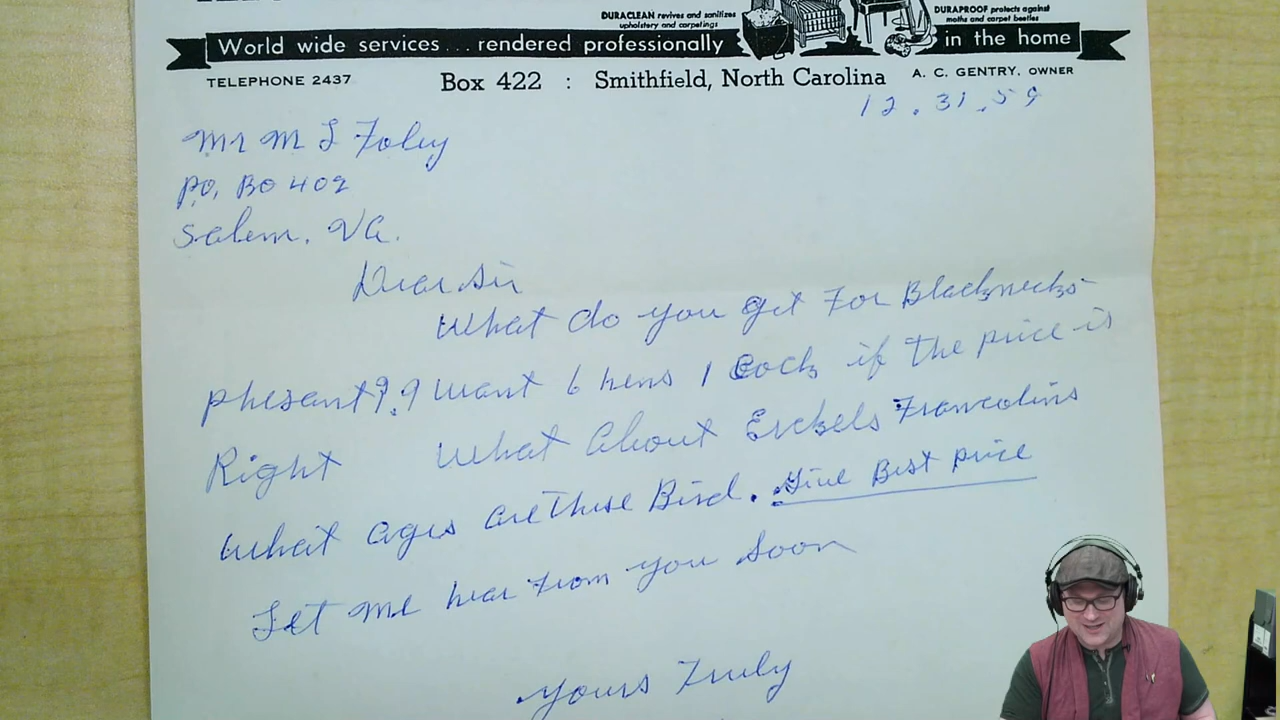 DURACLEAN revives and sanitizes
upholstery and carpetings
DURAPROOF protects against
moths and carpet beetles
World wide services ... rendered professionally
in the home
TELEPHONE 2437
Box 422 : Smithfield, North Carolina
A. C. GENTRY, OWNER
12.31.59
Mr M L Foley
PO, BO 402
Salem, VA.
Dear Sir
What do you get For Blacknecks
Phesant?? I want 6 hens 1 Cock if the price is
Right What About Erckels Francolins
What ages are These Bird. Give Best price
Let me hear From you Soon
Yours Truly